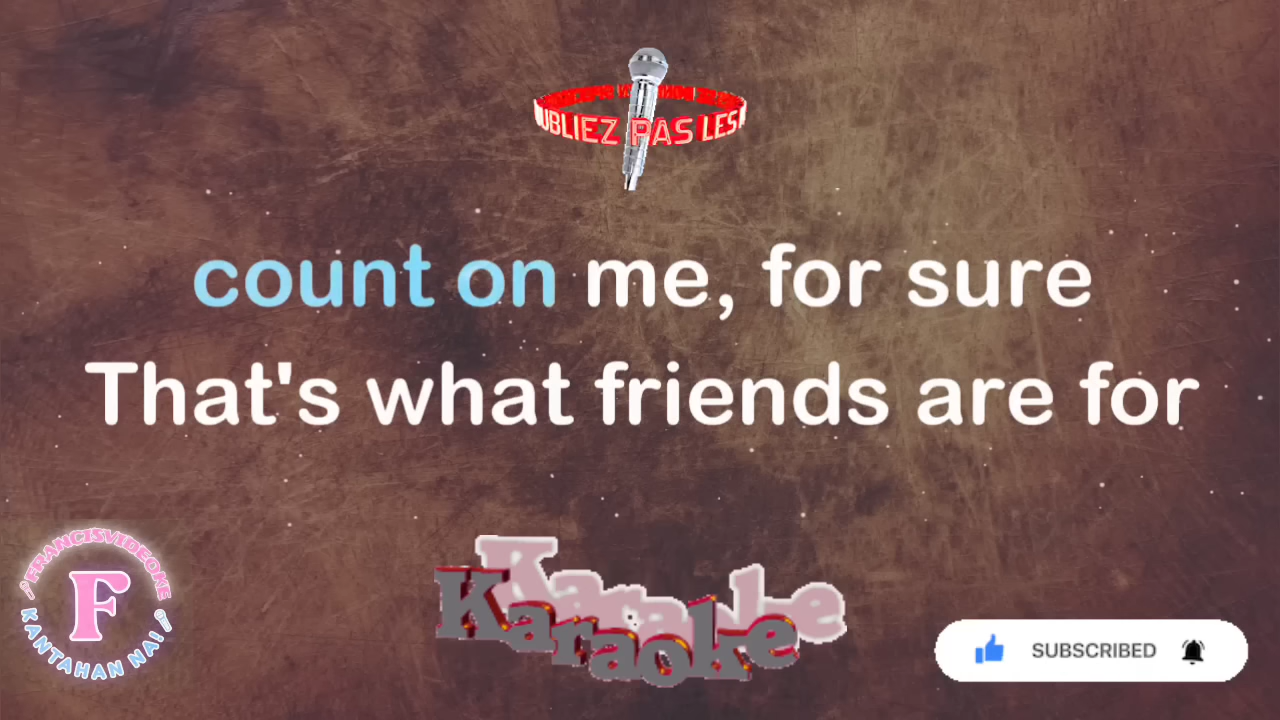 UBLIEZ PAS LES
count on me, for sure
That's what friends are for
FRANCISVIDEOKE
F
KANTAHAN NA!
Karaoke
SUBSCRIBED